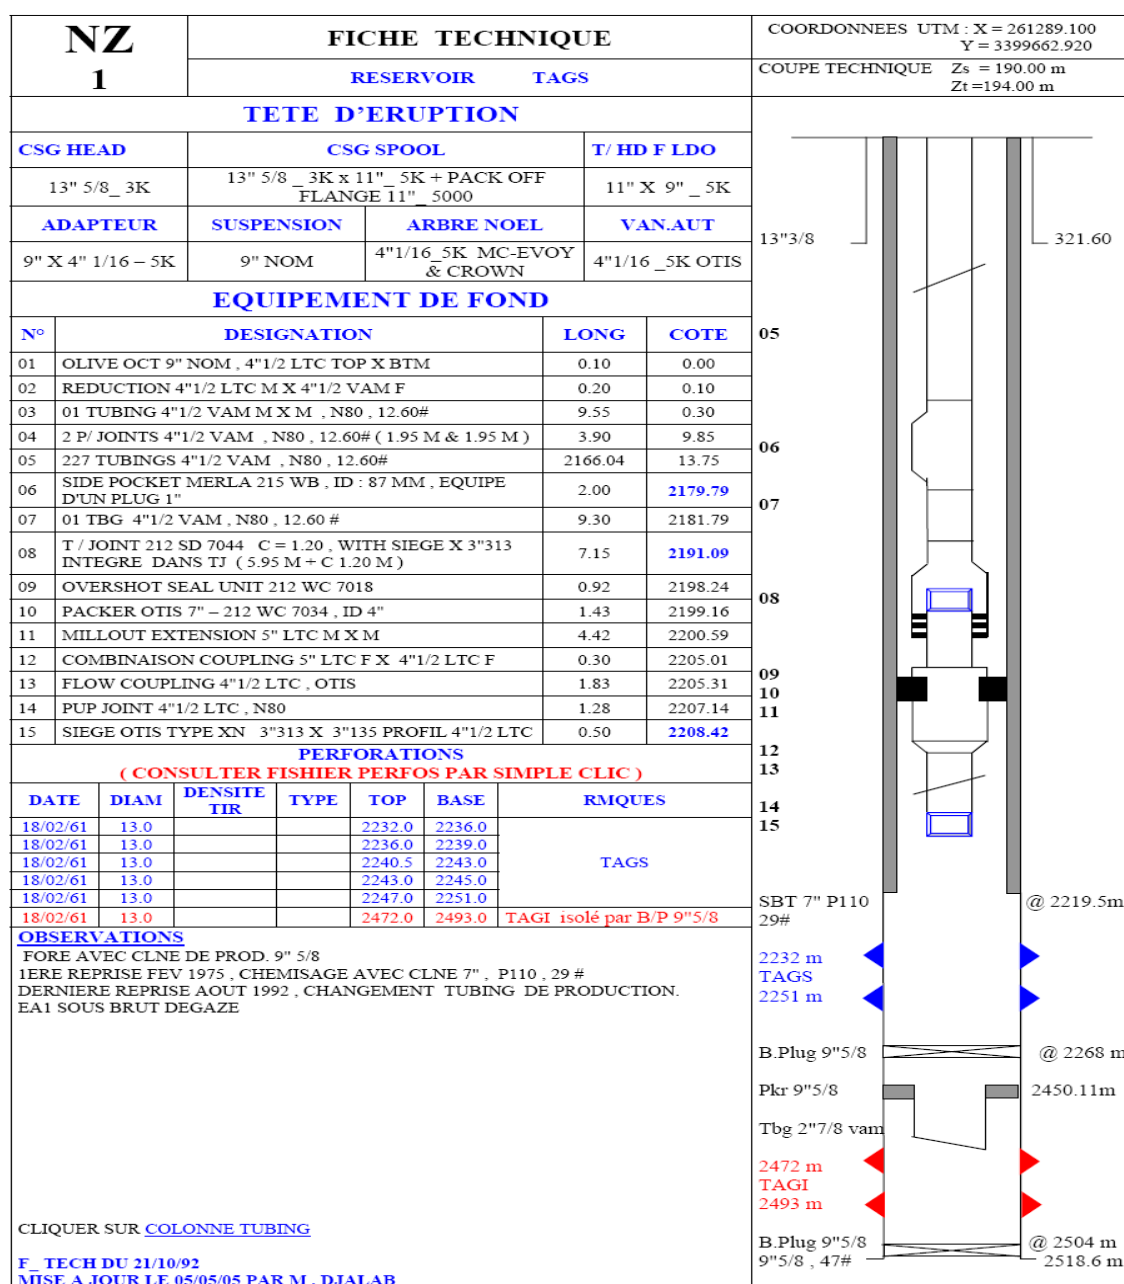 NZ
1
FICHE TECHNIQUE
RESERVOIR TAGS
COORDONNEES UTM : X = 261289.100
Y = 3399662.920
COUPE TECHNIQUE Zs = 190.00 m
Zt =194.00 m
TETE D'ERUPTION
CSG HEAD CSG SPOOL T/ HD F LDO
13" 5/8_ 3K 13" 5/8 _ 3K x 11"_ 5K + PACK OFF FLANGE 11"_ 5000 11" X 9" _ 5K
ADAPTEUR SUSPENSION ARBRE NOEL VAN.AUT
9" X 4" 1/16 – 5K 9" NOM 4"1/16_5K MC-EVOY & CROWN 4"1/16 _5K OTIS
EQUIPEMENT DE FOND
N° DESIGNATION LONG COTE
01 OLIVE OCT 9" NOM , 4"1/2 LTC TOP X BTM 0.10 0.00
02 REDUCTION 4"1/2 LTC M X 4"1/2 VAM F 0.20 0.10
03 01 TUBING 4"1/2 VAM M X M , N80 , 12.60# 9.55 0.30
04 2 P/ JOINTS 4"1/2 VAM , N80 , 12.60# ( 1.95 M & 1.95 M ) 3.90 9.85
05 227 TUBINGS 4"1/2 VAM , N80 , 12.60# 2166.04 13.75
06 SIDE POCKET MERLA 215 WB , ID : 87 MM , EQUIPE
D'UN PLUG 1" 2.00 2179.79
07 01 TBG 4"1/2 VAM , N80 , 12.60 # 9.30 2181.79
08 T / JOINT 212 SD 7044 C = 1.20 , WITH SIEGE X 3"313
INTEGRE DANS TJ ( 5.95 M + C 1.20 M ) 7.15 2191.09
09 OVERSHOT SEAL UNIT 212 WC 7018 0.92 2198.24
10 PACKER OTIS 7" – 212 WC 7034 , ID 4" 1.43 2199.16
11 MILLOUT EXTENSION 5" LTC M X M 4.42 2200.59
12 COMBINAISON COUPLING 5" LTC F X 4"1/2 LTC F 0.30 2205.01
13 FLOW COUPLING 4"1/2 LTC , OTIS 1.83 2205.31
14 PUP JOINT 4"1/2 LTC , N80 1.28 2207.14
15 SIEGE OTIS TYPE XN 3"313 X 3"135 PROFIL 4"1/2 LTC 0.50 2208.42
PERFORATIONS
( CONSULTER FISHIER PERFOS PAR SIMPLE CLIC )
DATE DIAM DENSITE TIR TYPE TOP BASE RMQUES
18/02/61 13.0 2232.0 2236.0
18/02/61 13.0 2236.0 2239.0
18/02/61 13.0 2240.5 2243.0 TAGS
18/02/61 13.0 2243.0 2245.0
18/02/61 13.0 2247.0 2251.0
18/02/61 13.0 2472.0 2493.0 TAGI isolé par B/P 9"5/8
OBSERVATIONS
FORE AVEC CLNE DE PROD. 9" 5/8
1ERE REPRISE FEV 1975 , CHEMISAGE AVEC CLNE 7" , P110 , 29 #
DERNIERE REPRISE AOUT 1992 , CHANGEMENT TUBING DE PRODUCTION.
EA1 SOUS BRUT DEGAZE
CLIQUER SUR COLONNE TUBING
F_ TECH DU 21/10/92
MISE A JOUR LE 05/05/05 PAR M . DJALAB
13"3/8 321.60
05
06
07
08
09
10
11
12
13
14
15
SBT 7" P110 @ 2219.5m
29#
2232 m
TAGS
2251 m
B.Plug 9"5/8 @ 2268 m
Pkr 9"5/8 2450.11m
Tbg 2"7/8 vam
2472 m
TAGI
2493 m
B.Plug 9"5/8 @ 2504 m
9"5/8 , 47# 2518.6 m